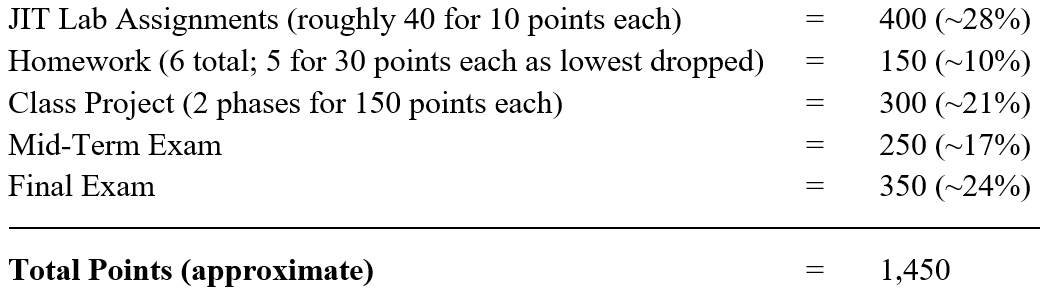 JIT Lab Assignments (roughly 40 for 10 points each) = 400 (~28%)
Homework (6 total; 5 for 30 points each as lowest dropped) = 150 (~10%)
Class Project (2 phases for 150 points each) = 300 (~21%)
Mid-Term Exam = 250 (~17%)
Final Exam = 350 (~24%)
Total Points (approximate) = 1,450